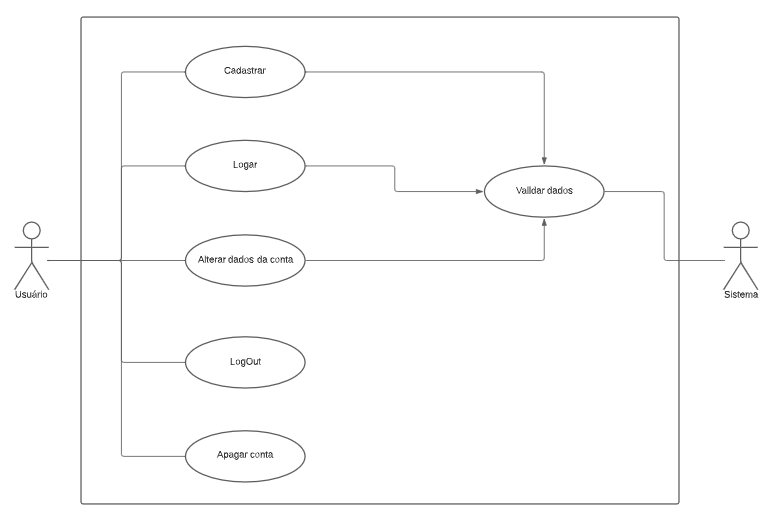 Cadastrar
Logar
Validar dados
Alterar dados da conta
Usuário
Sistema
LogOut
Apagar conta